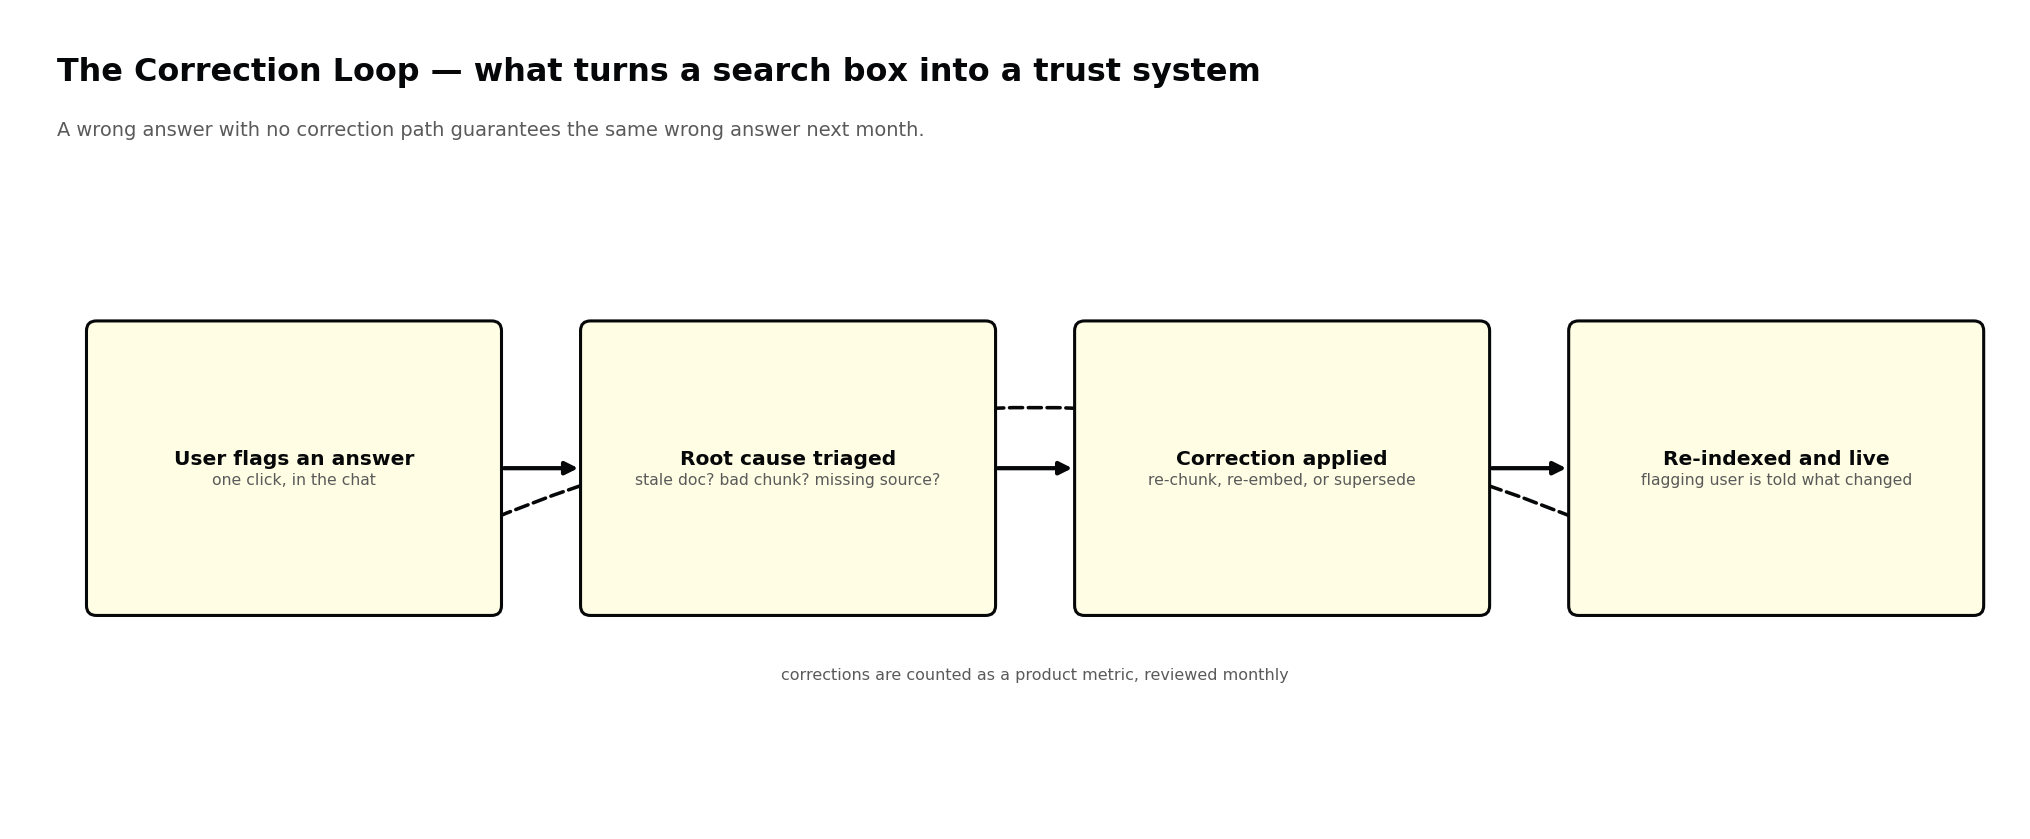 The Correction Loop — what turns a search box into a trust system
A wrong answer with no correction path guarantees the same wrong answer next month.
User flags an answer
one click, in the chat
Root cause triaged
stale doc? bad chunk? missing source?
Correction applied
re-chunk, re-embed, or supersede
Re-indexed and live
flagging user is told what changed
corrections are counted as a product metric, reviewed monthly